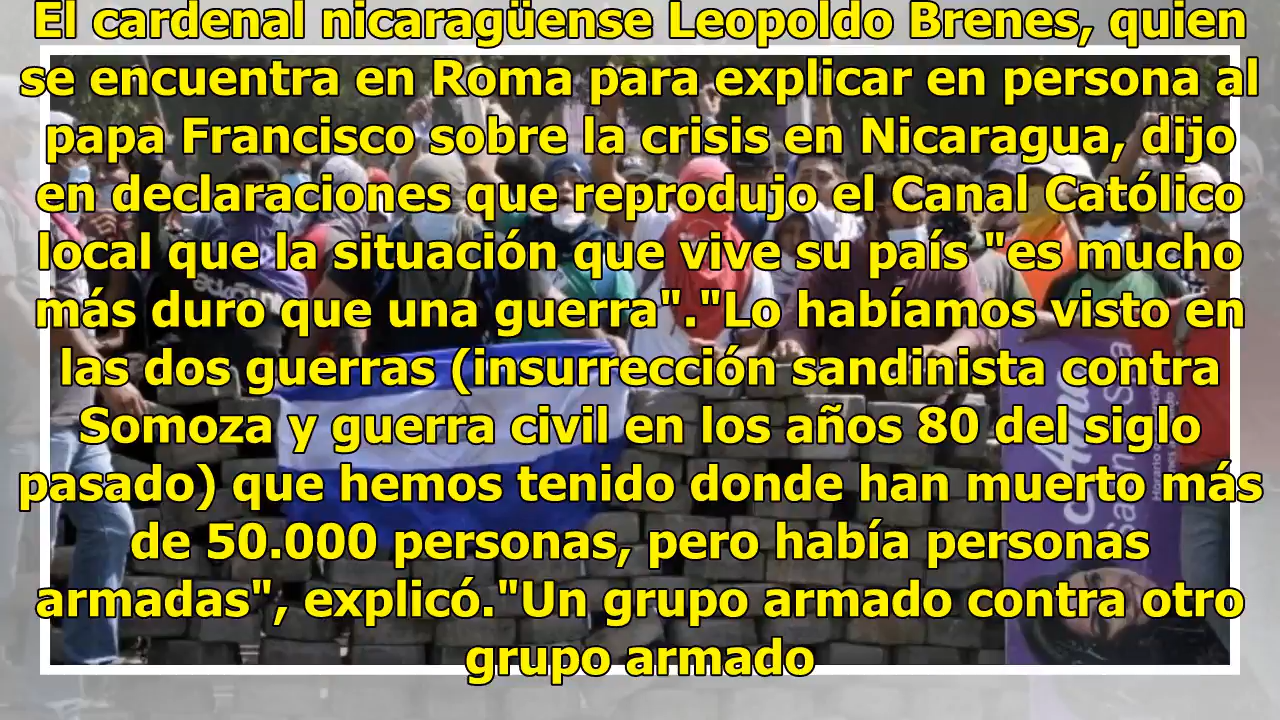 El cardenal nicaragüense Leopoldo Brenes, quien
se encuentra en Roma para explicar en persona al
papa Francisco sobre la crisis en Nicaragua, dijo
en declaraciones que reprodujo el Canal Católico
local que la situación que vive su país "es mucho
más duro que una guerra"."Lo habíamos visto en
las dos guerras (insurrección sandinista contra
Somoza y guerra civil en los años 80 del siglo
pasado) que hemos tenido donde han muerto más
de 50.000 personas, pero había personas
armadas", explicó."Un grupo armado contra otro
grupo armado